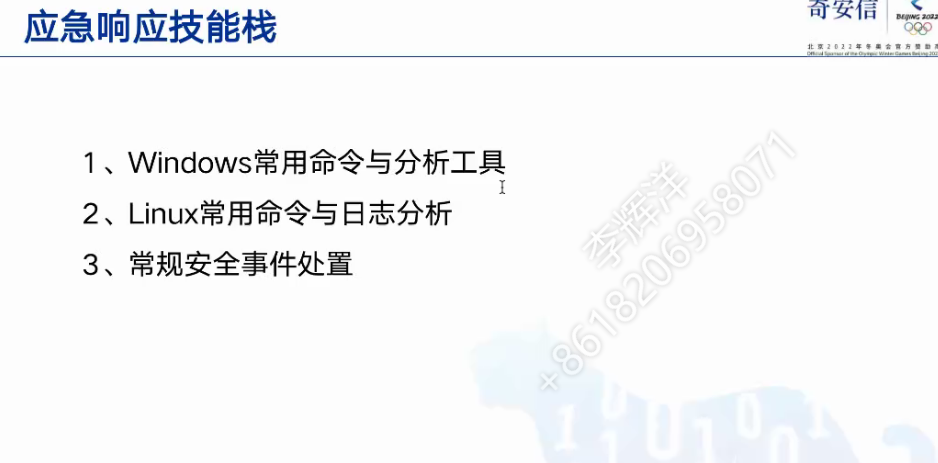 应急响应技能栈
奇安信
BEIJING 2022
北京2022年冬奥会官方赞助商
Official Sponsor of the Olympic Winter Games Beijing 2022
1、Windows常用命令与分析工具
2、Linux常用命令与日志分析
3、常规安全事件处置
李辉洋
+8618206958071